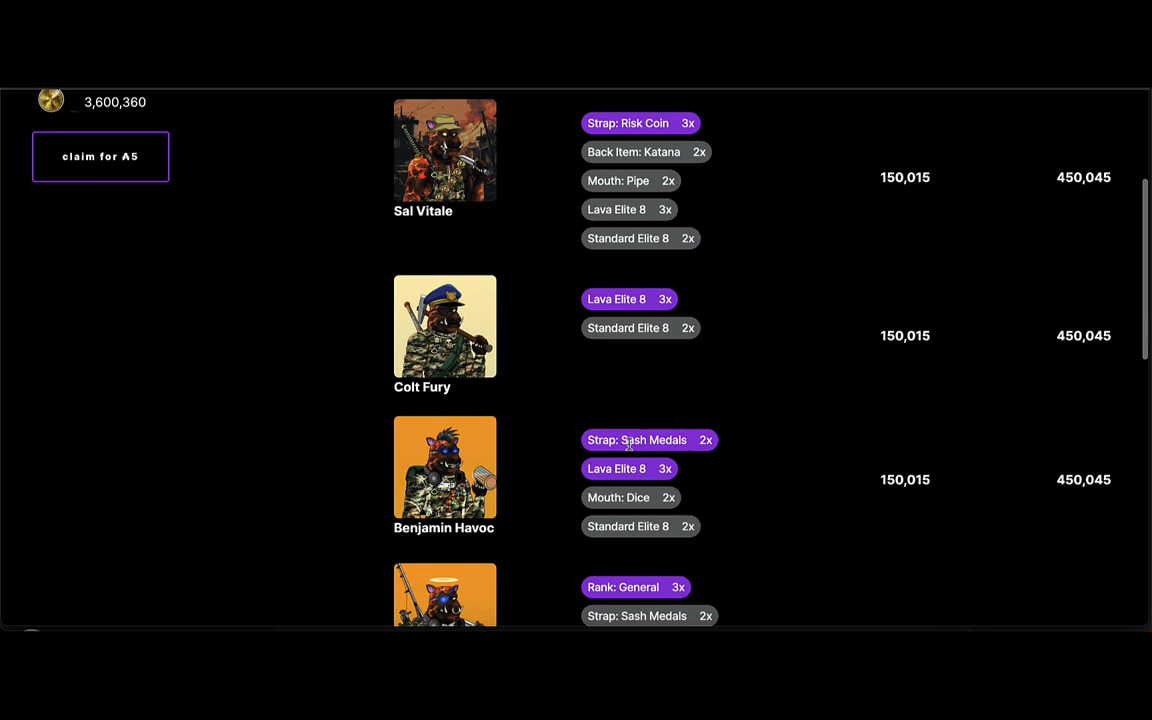 3,600,360
claim for A5
Sal Vitale
Strap: Risk Coin 3x
Back Item: Katana 2x
Mouth: Pipe 2x
Lava Elite 8 3x
Standard Elite 8 2x
150,015
450,045
Colt Fury
Lava Elite 8 3x
Standard Elite 8 2x
150,015
450,045
Benjamin Havoc
Strap: Sash Medals 2x
Lava Elite 8 3x
Mouth: Dice 2x
Standard Elite 8 2x
150,015
450,045
Rank: General 3x
Strap: Sash Medals 2x